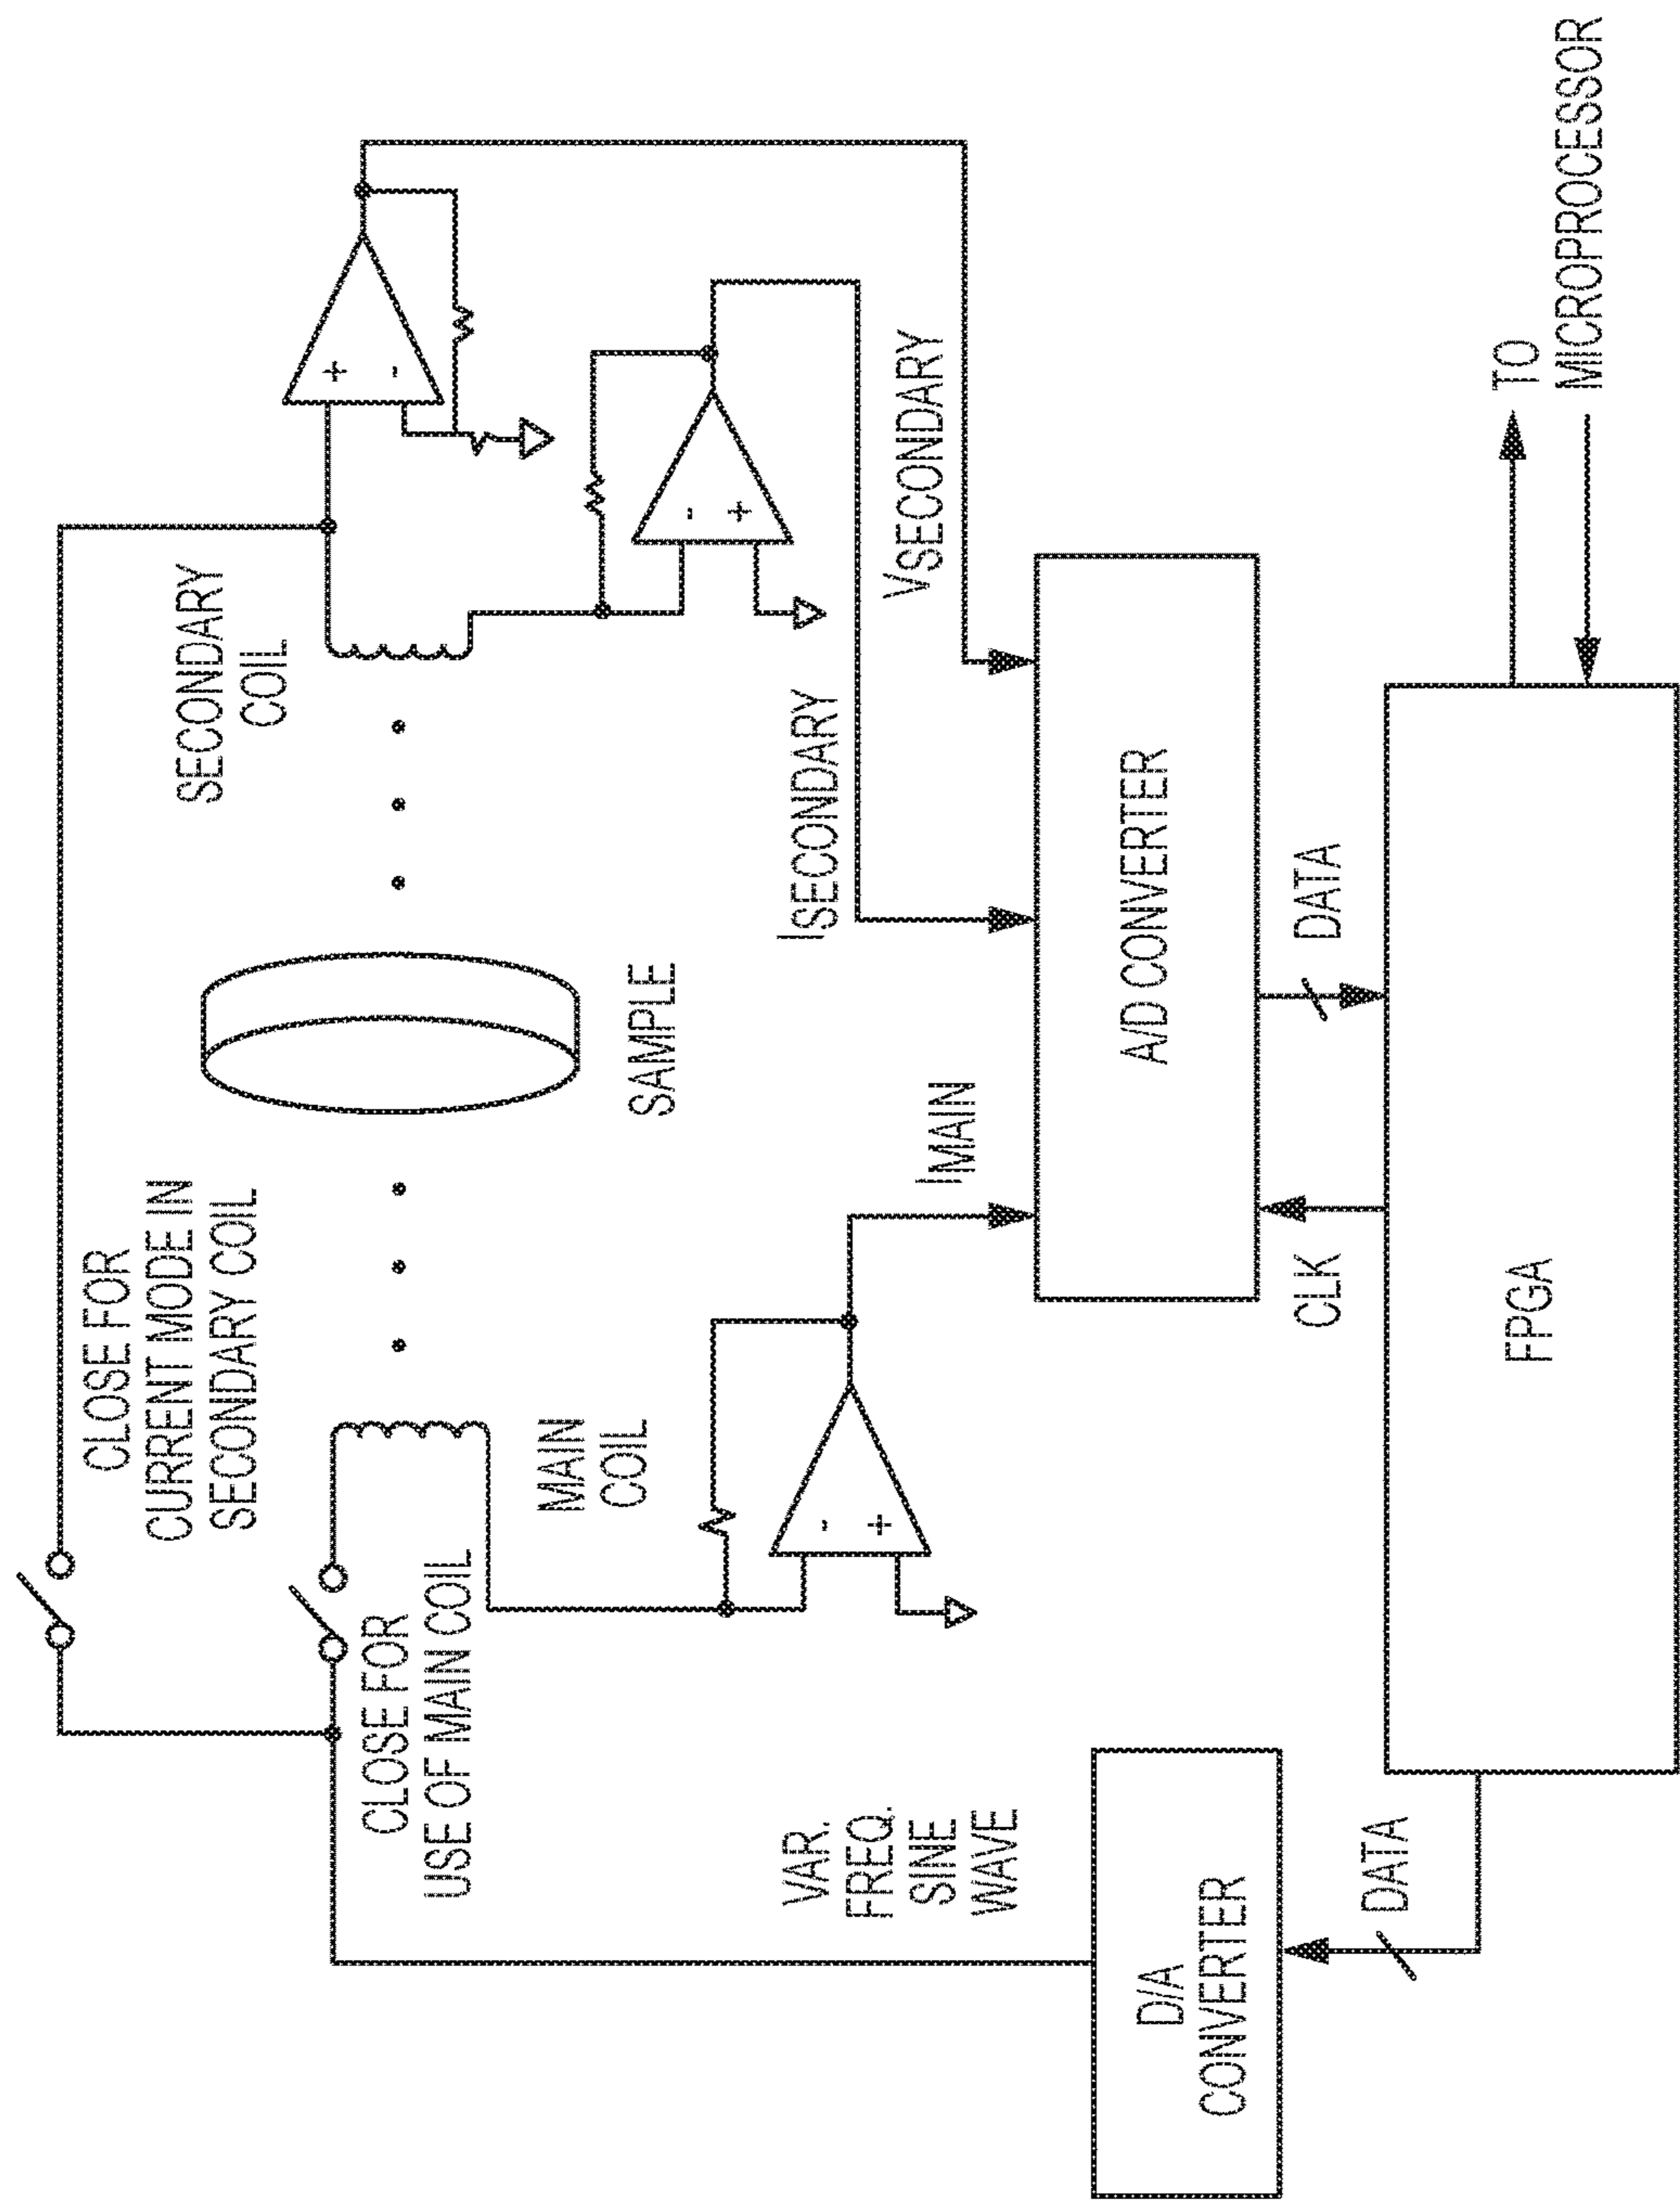 CLOSE FOR
CURRENT MODE IN
SECONDARY COIL
SECONDARY
COIL
CLOSE FOR
USE OF MAIN COIL
MAIN
COIL
SAMPLE
+
-
-
+
-
+
VAR.
FREQ.
SINE
WAVE
IMAIN
ISECONDARY
VSECONDARY
D/A
CONVERTER
A/D CONVERTER
DATA
CLK
DATA
FPGA
TO
MICROPROCESSOR